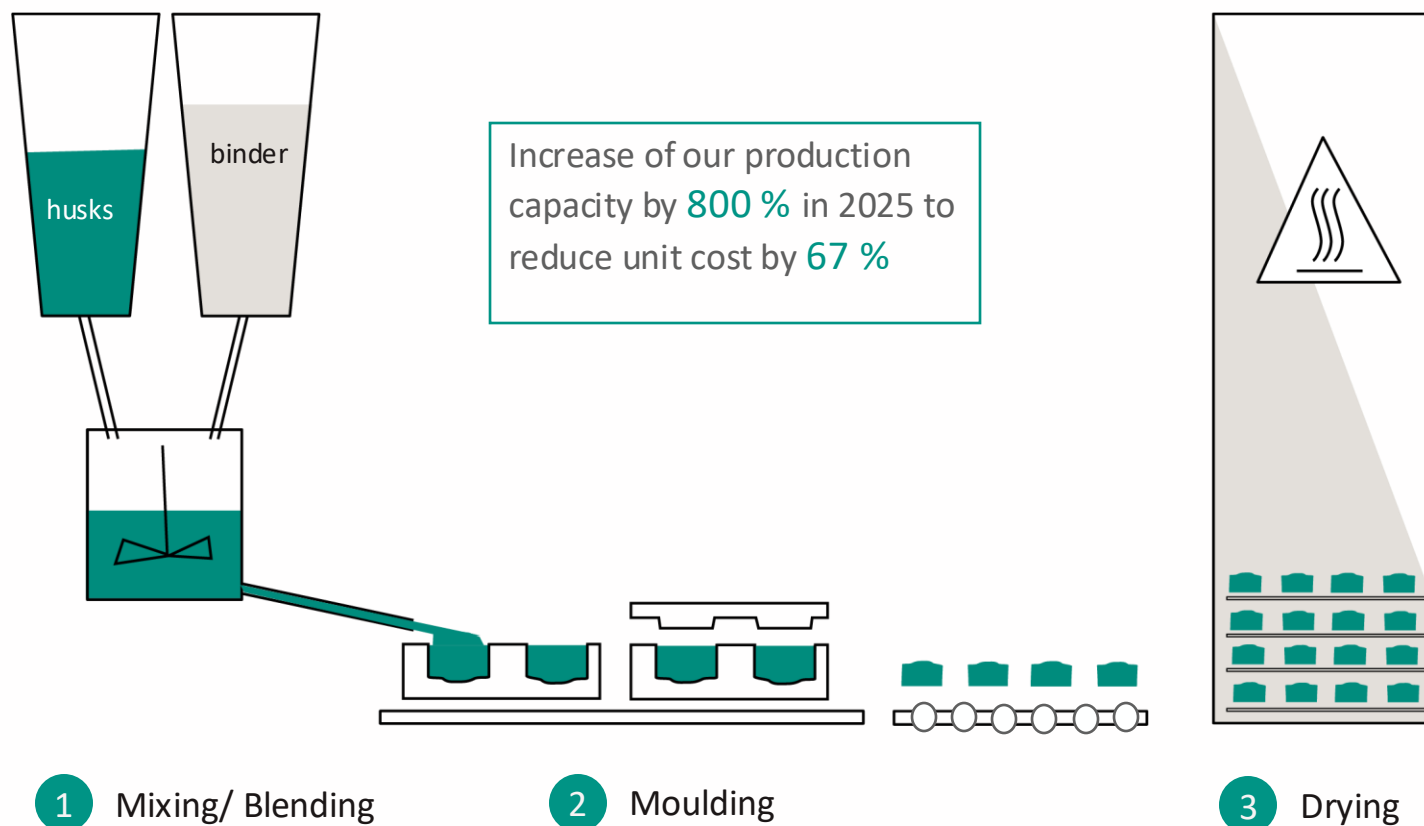 husks
binder
Increase of our production
capacity by 800 % in 2025 to
reduce unit cost by 67 %
1 Mixing/ Blending
2 Moulding
3 Drying